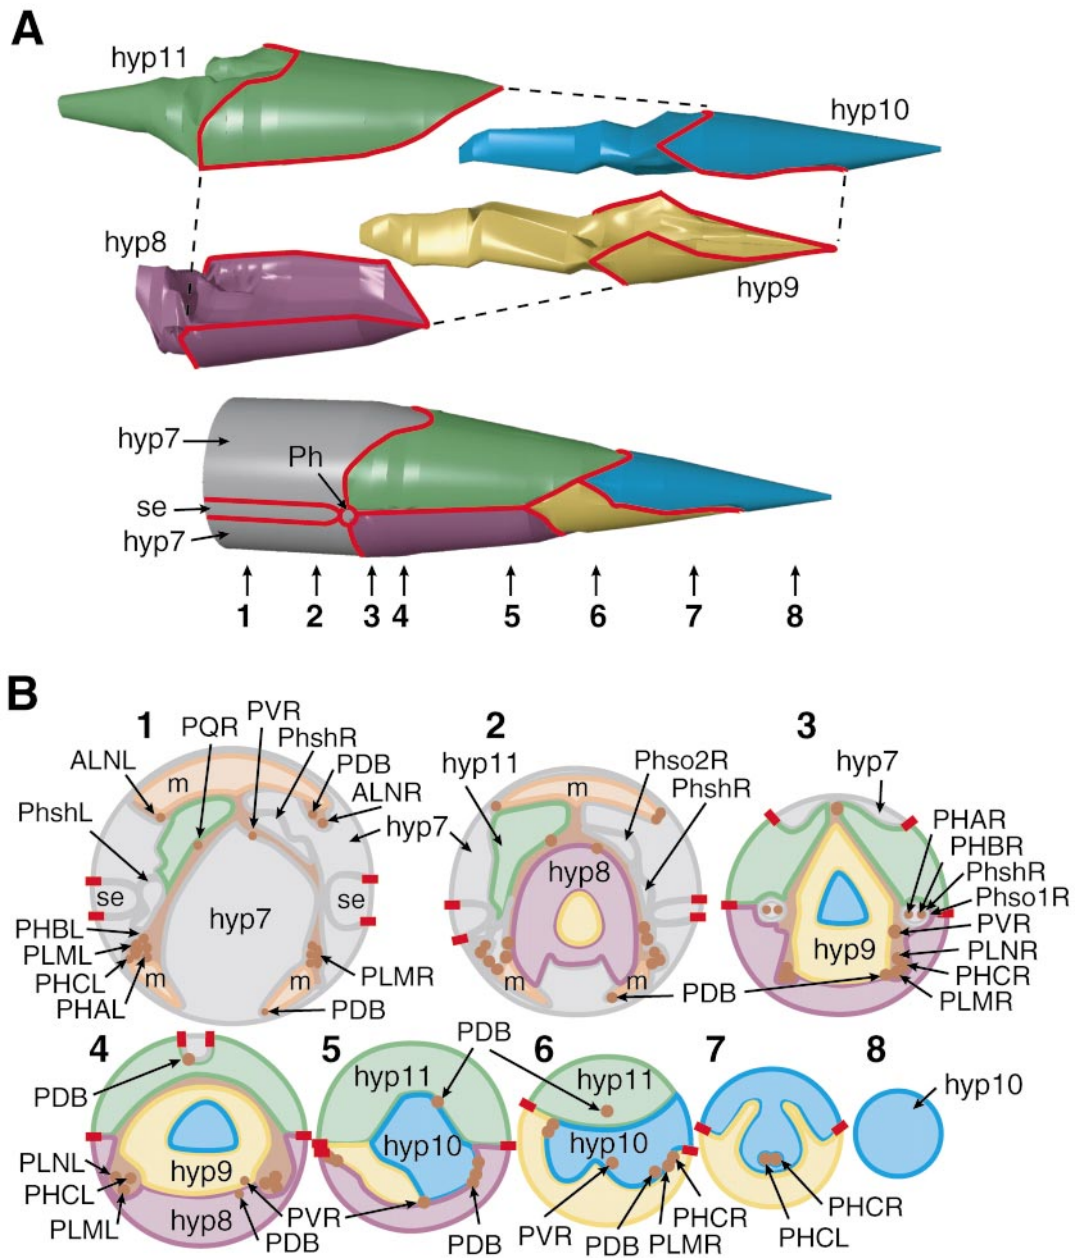 A
hyp11
hyp10
hyp8
hyp9
hyp7
Ph
se
hyp7
1 2 3 4 5 6 7 8
B
1
PVR
PQR
PhshR
ALNL
PDB
m
ALNR
PhshL
hyp7
se
hyp7
se
PHBL
PLML
PHCL
m
m
PLMR
PHAL
PDB
2
hyp11
Phso2R
m
PhshR
hyp8
m
m
PDB
3
hyp7
PHAR
PHBR
PhshR
Phso1R
PVR
hyp9
PLNR
PHCR
PLMR
4
PDB
PLNL
hyp9
PHCL
PLML
hyp8
PVR
PDB
5
PDB
hyp11
hyp10
PDB
6
hyp11
hyp10
PHCR
PVR
PDB
PLMR
7
PHCR
PHCL
8
hyp10